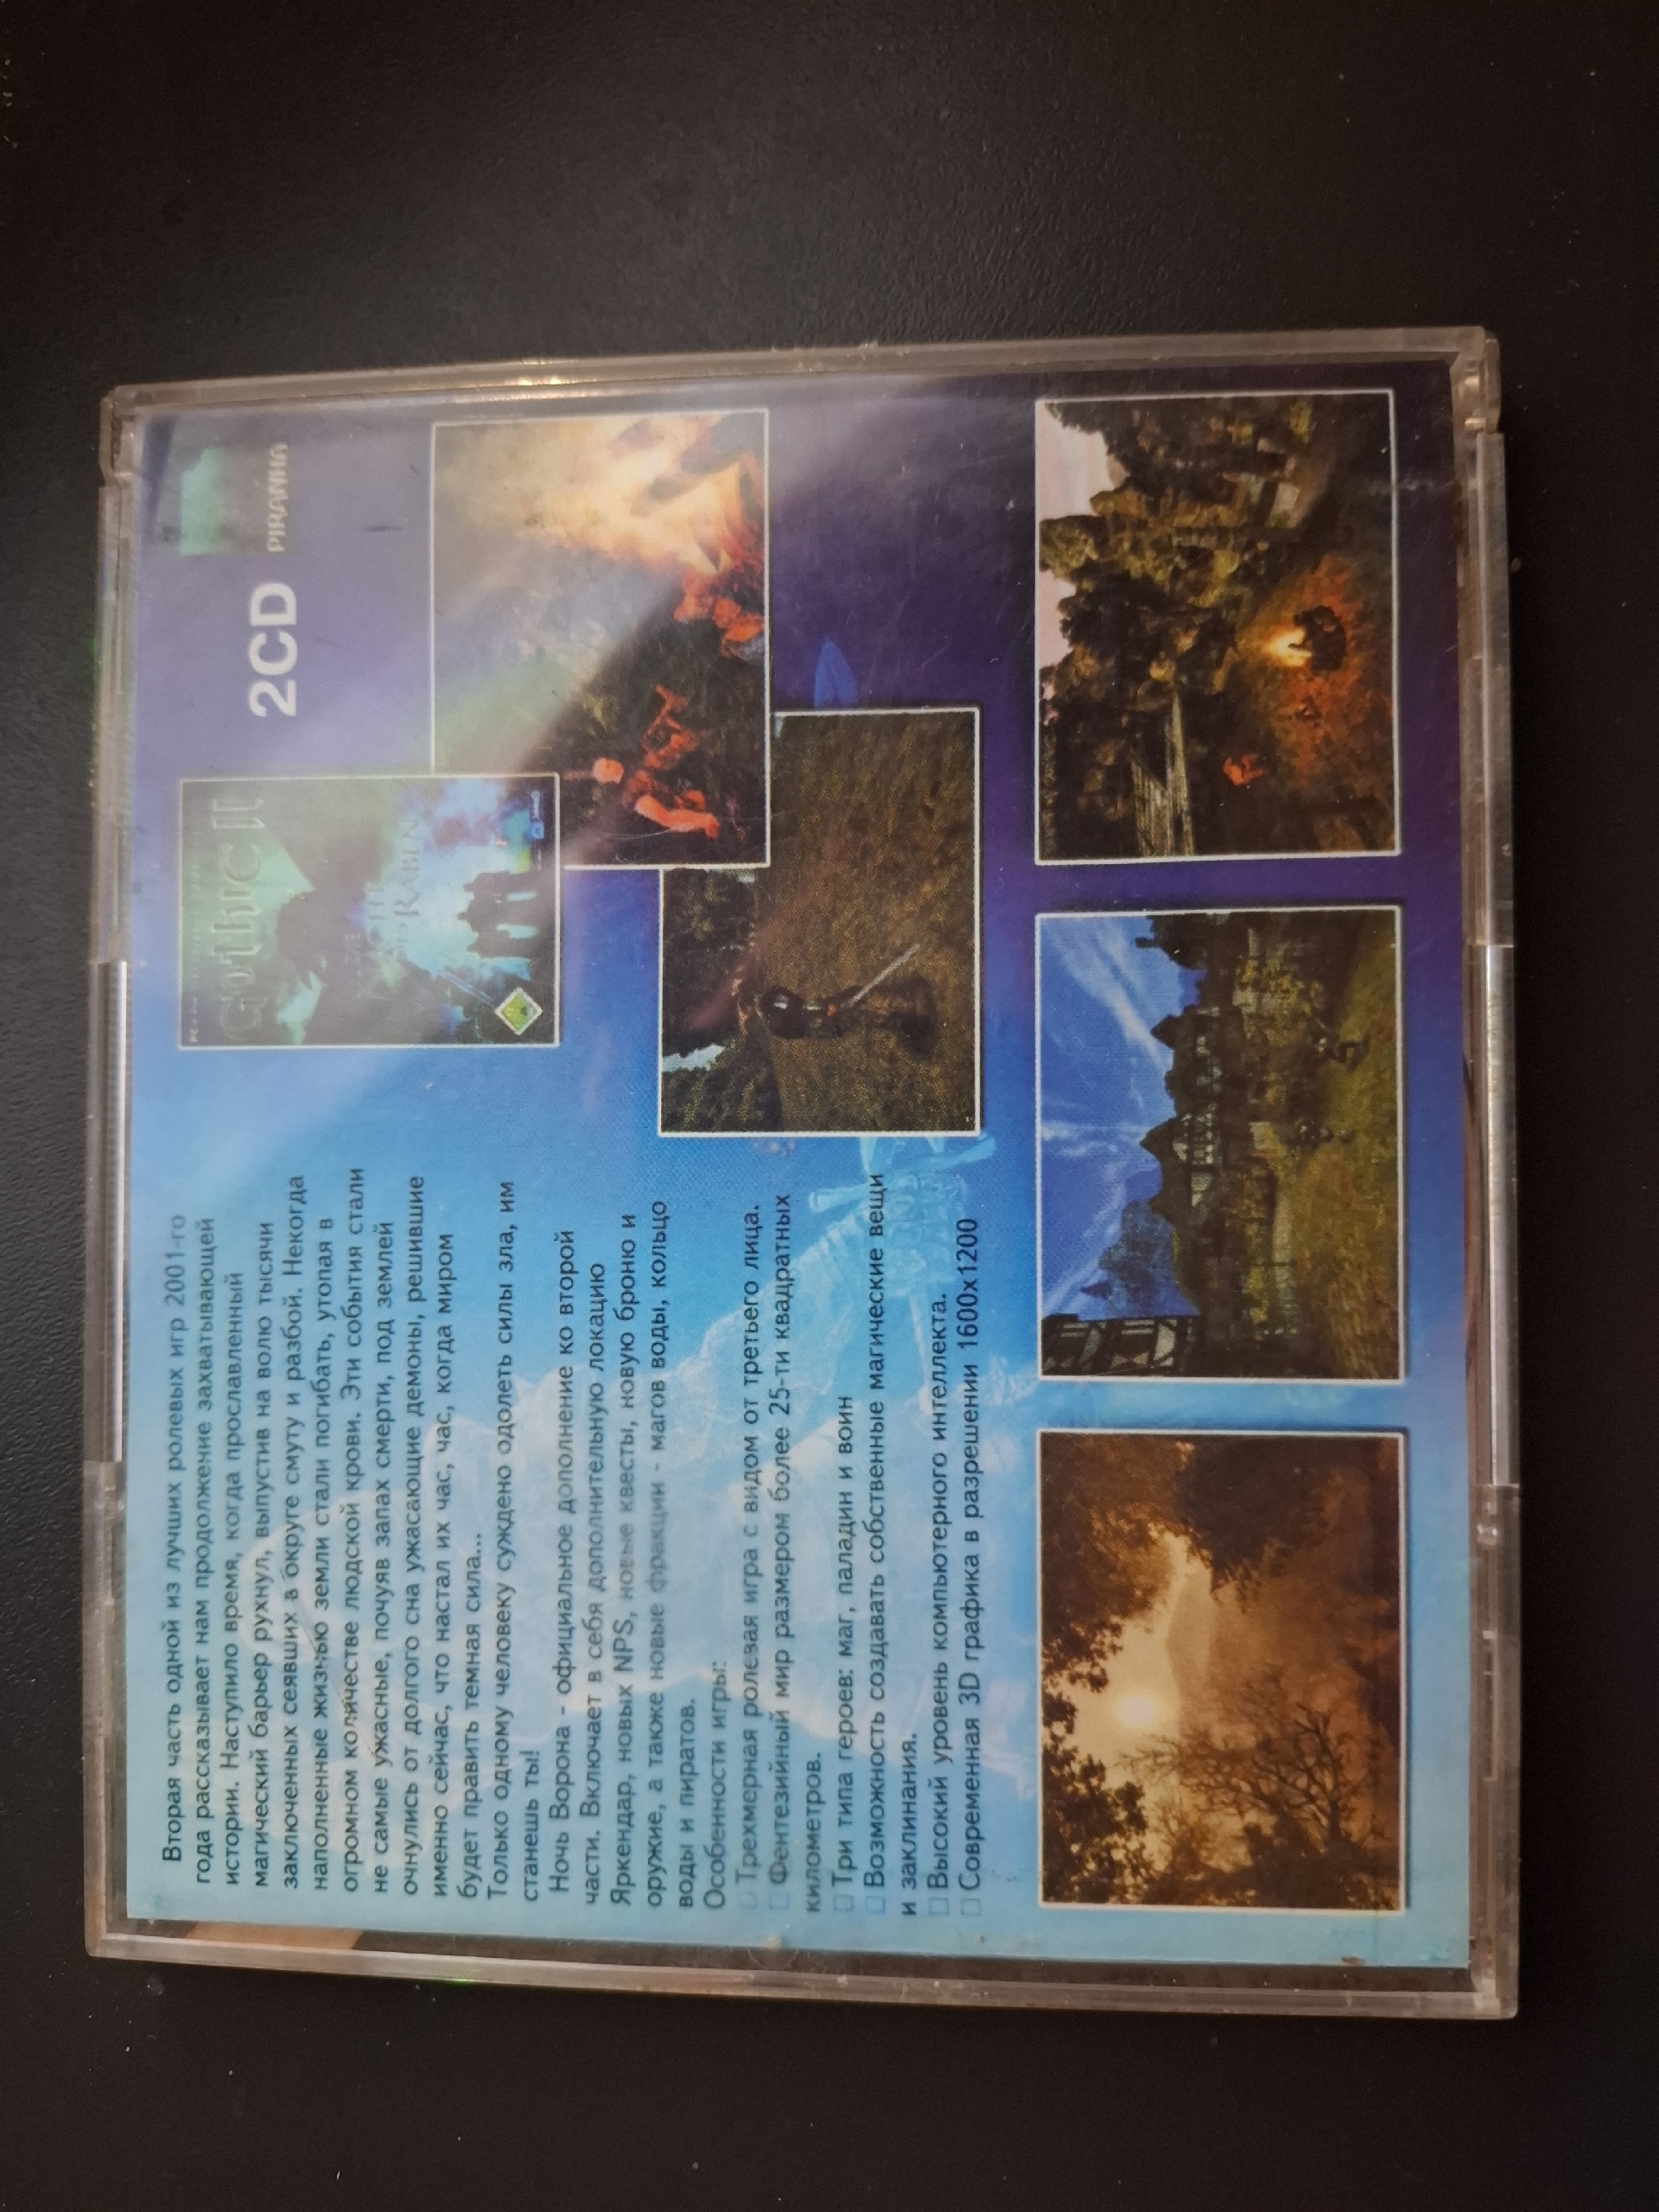 Вторая часть одной из лучших ролевых игр 2001-го
года рассказывает нам продолжение захватывающей
истории. Наступило время, когда прославленный
магический барьер рухнул, выпустив на волю тысячи
заключенных сеявших в округе смуту и разбой. Некогда
наполненные жизнью земли стали погибать, утопая в
огромном количестве людской крови. Эти события стали
не самые ужасные, почуяв запах смерти, под землей
очнулись от долгого сна ужасающие демоны, решившие
именно сейчас, что настал их час, час, когда миром
будет править темная сила...
Только одному человеку суждено одолеть силы зла, им
станешь ты!
Ночь Ворона - официальное дополнение ко второй
части. Включает в себя дополнительную локацию
Яркендар, новых NPS, новые квесты, новую броню и
оружие, а также новые фракции - магов воды, кольцо
воды и пиратов.
Особенности игры:
□ Трехмерная ролевая игра с видом от третьего лица.
□ Фентезийный мир размером более 25-ти квадратных
километров.
□ Три типа героев: маг, паладин и воин
□ Возможность создавать собственные магические вещи
и заклинания.
□ Высокий уровень компьютерного интеллекта.
□ Современная 3D графика в разрешении 1600x1200
Gothic II
DIE
NACHT
DES RABEN
2CD
PIRANHA